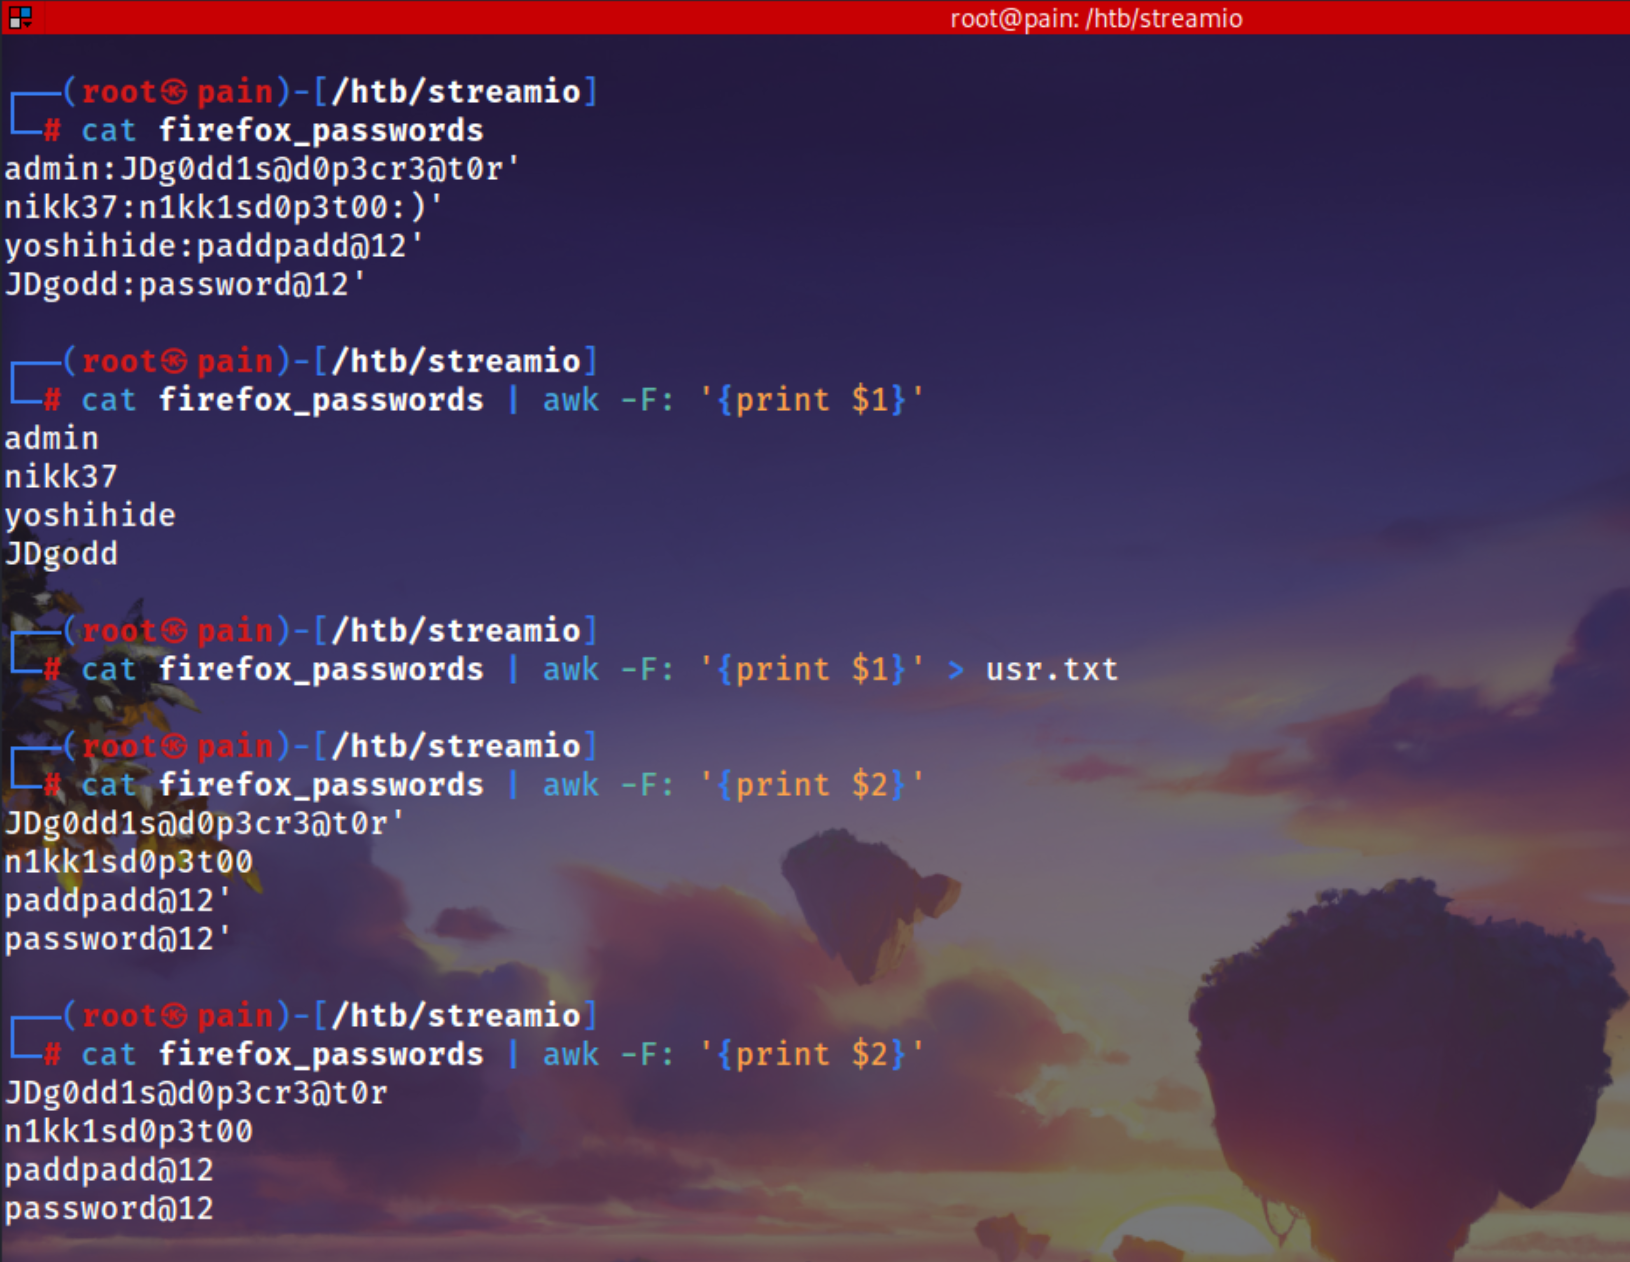 root@pain: /htb/streamio
┌──(root㉿pain)-[/htb/streamio]
└─# cat firefox_passwords
admin:JDg0dd1s@d0p3cr3@t0r'
nikk37:n1kk1sd0p3t00:)'
yoshihide:paddpadd@12'
JDgodd:password@12'
┌──(root㉿pain)-[/htb/streamio]
└─# cat firefox_passwords | awk -F: '{print $1}'
admin
nikk37
yoshihide
JDgodd
┌──(root㉿pain)-[/htb/streamio]
└─# cat firefox_passwords | awk -F: '{print $1}' > usr.txt
┌──(root㉿pain)-[/htb/streamio]
└─# cat firefox_passwords | awk -F: '{print $2}'
JDg0dd1s@d0p3cr3@t0r'
n1kk1sd0p3t00
paddpadd@12'
password@12'
┌──(root㉿pain)-[/htb/streamio]
└─# cat firefox_passwords | awk -F: '{print $2}'
JDg0dd1s@d0p3cr3@t0r
n1kk1sd0p3t00
paddpadd@12
password@12